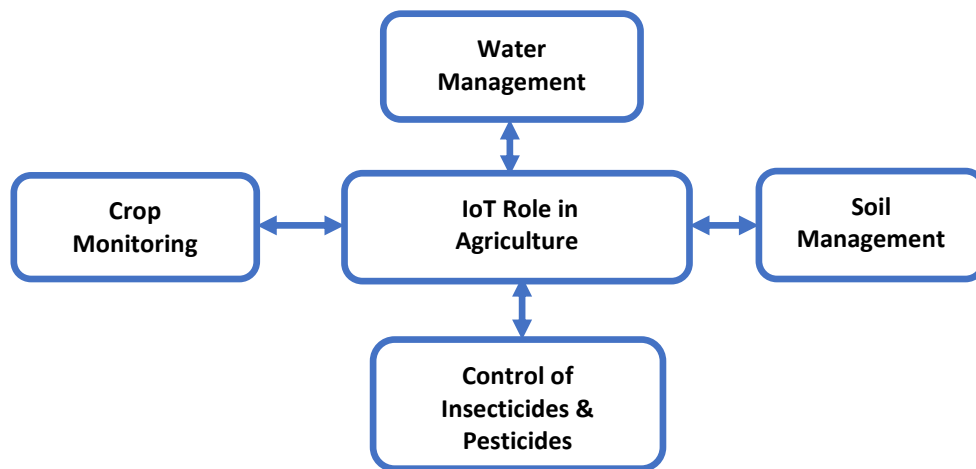 Water
Management
Crop
Monitoring
IoT Role in
Agriculture
Soil
Management
Control of
Insecticides &
Pesticides